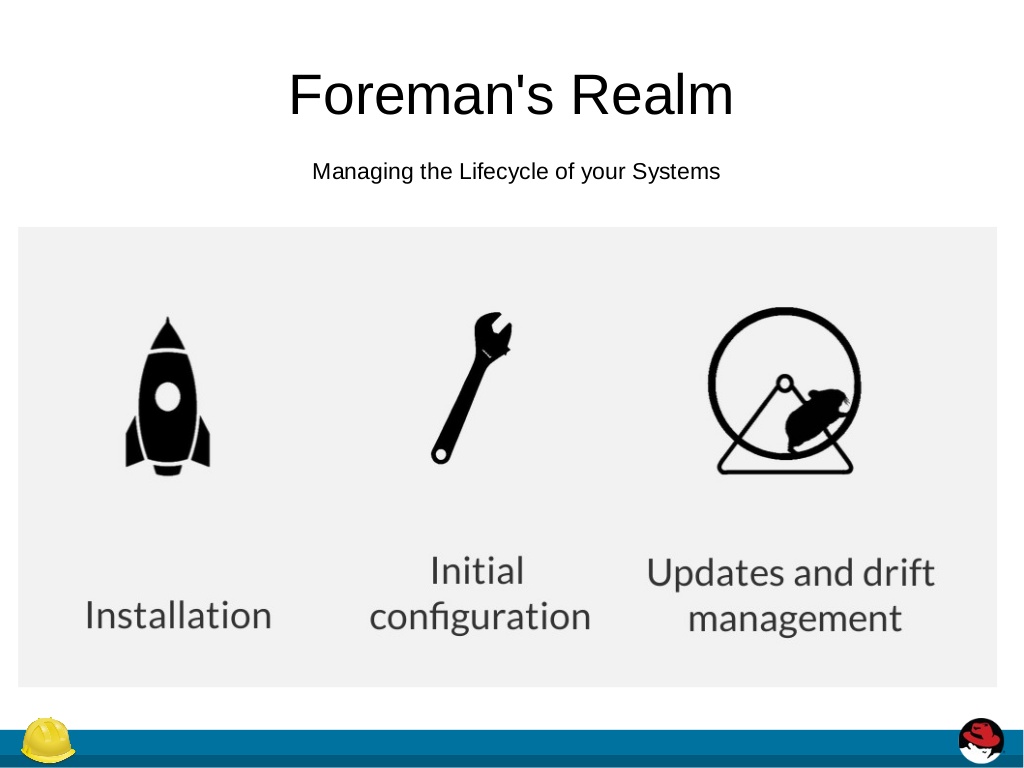 Foreman's Realm
Managing the Lifecycle of your Systems
Installation
Initial
configuration
Updates and drift
management